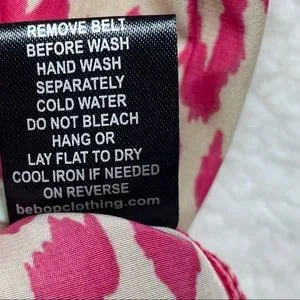 REMOVE BELT
BEFORE WASH
HAND WASH
SEPARATELY
COLD WATER
DO NOT BLEACH
HANG OR
LAY FLAT TO DRY
COOL IRON IF NEEDED
ON REVERSE
bebopclothing.com